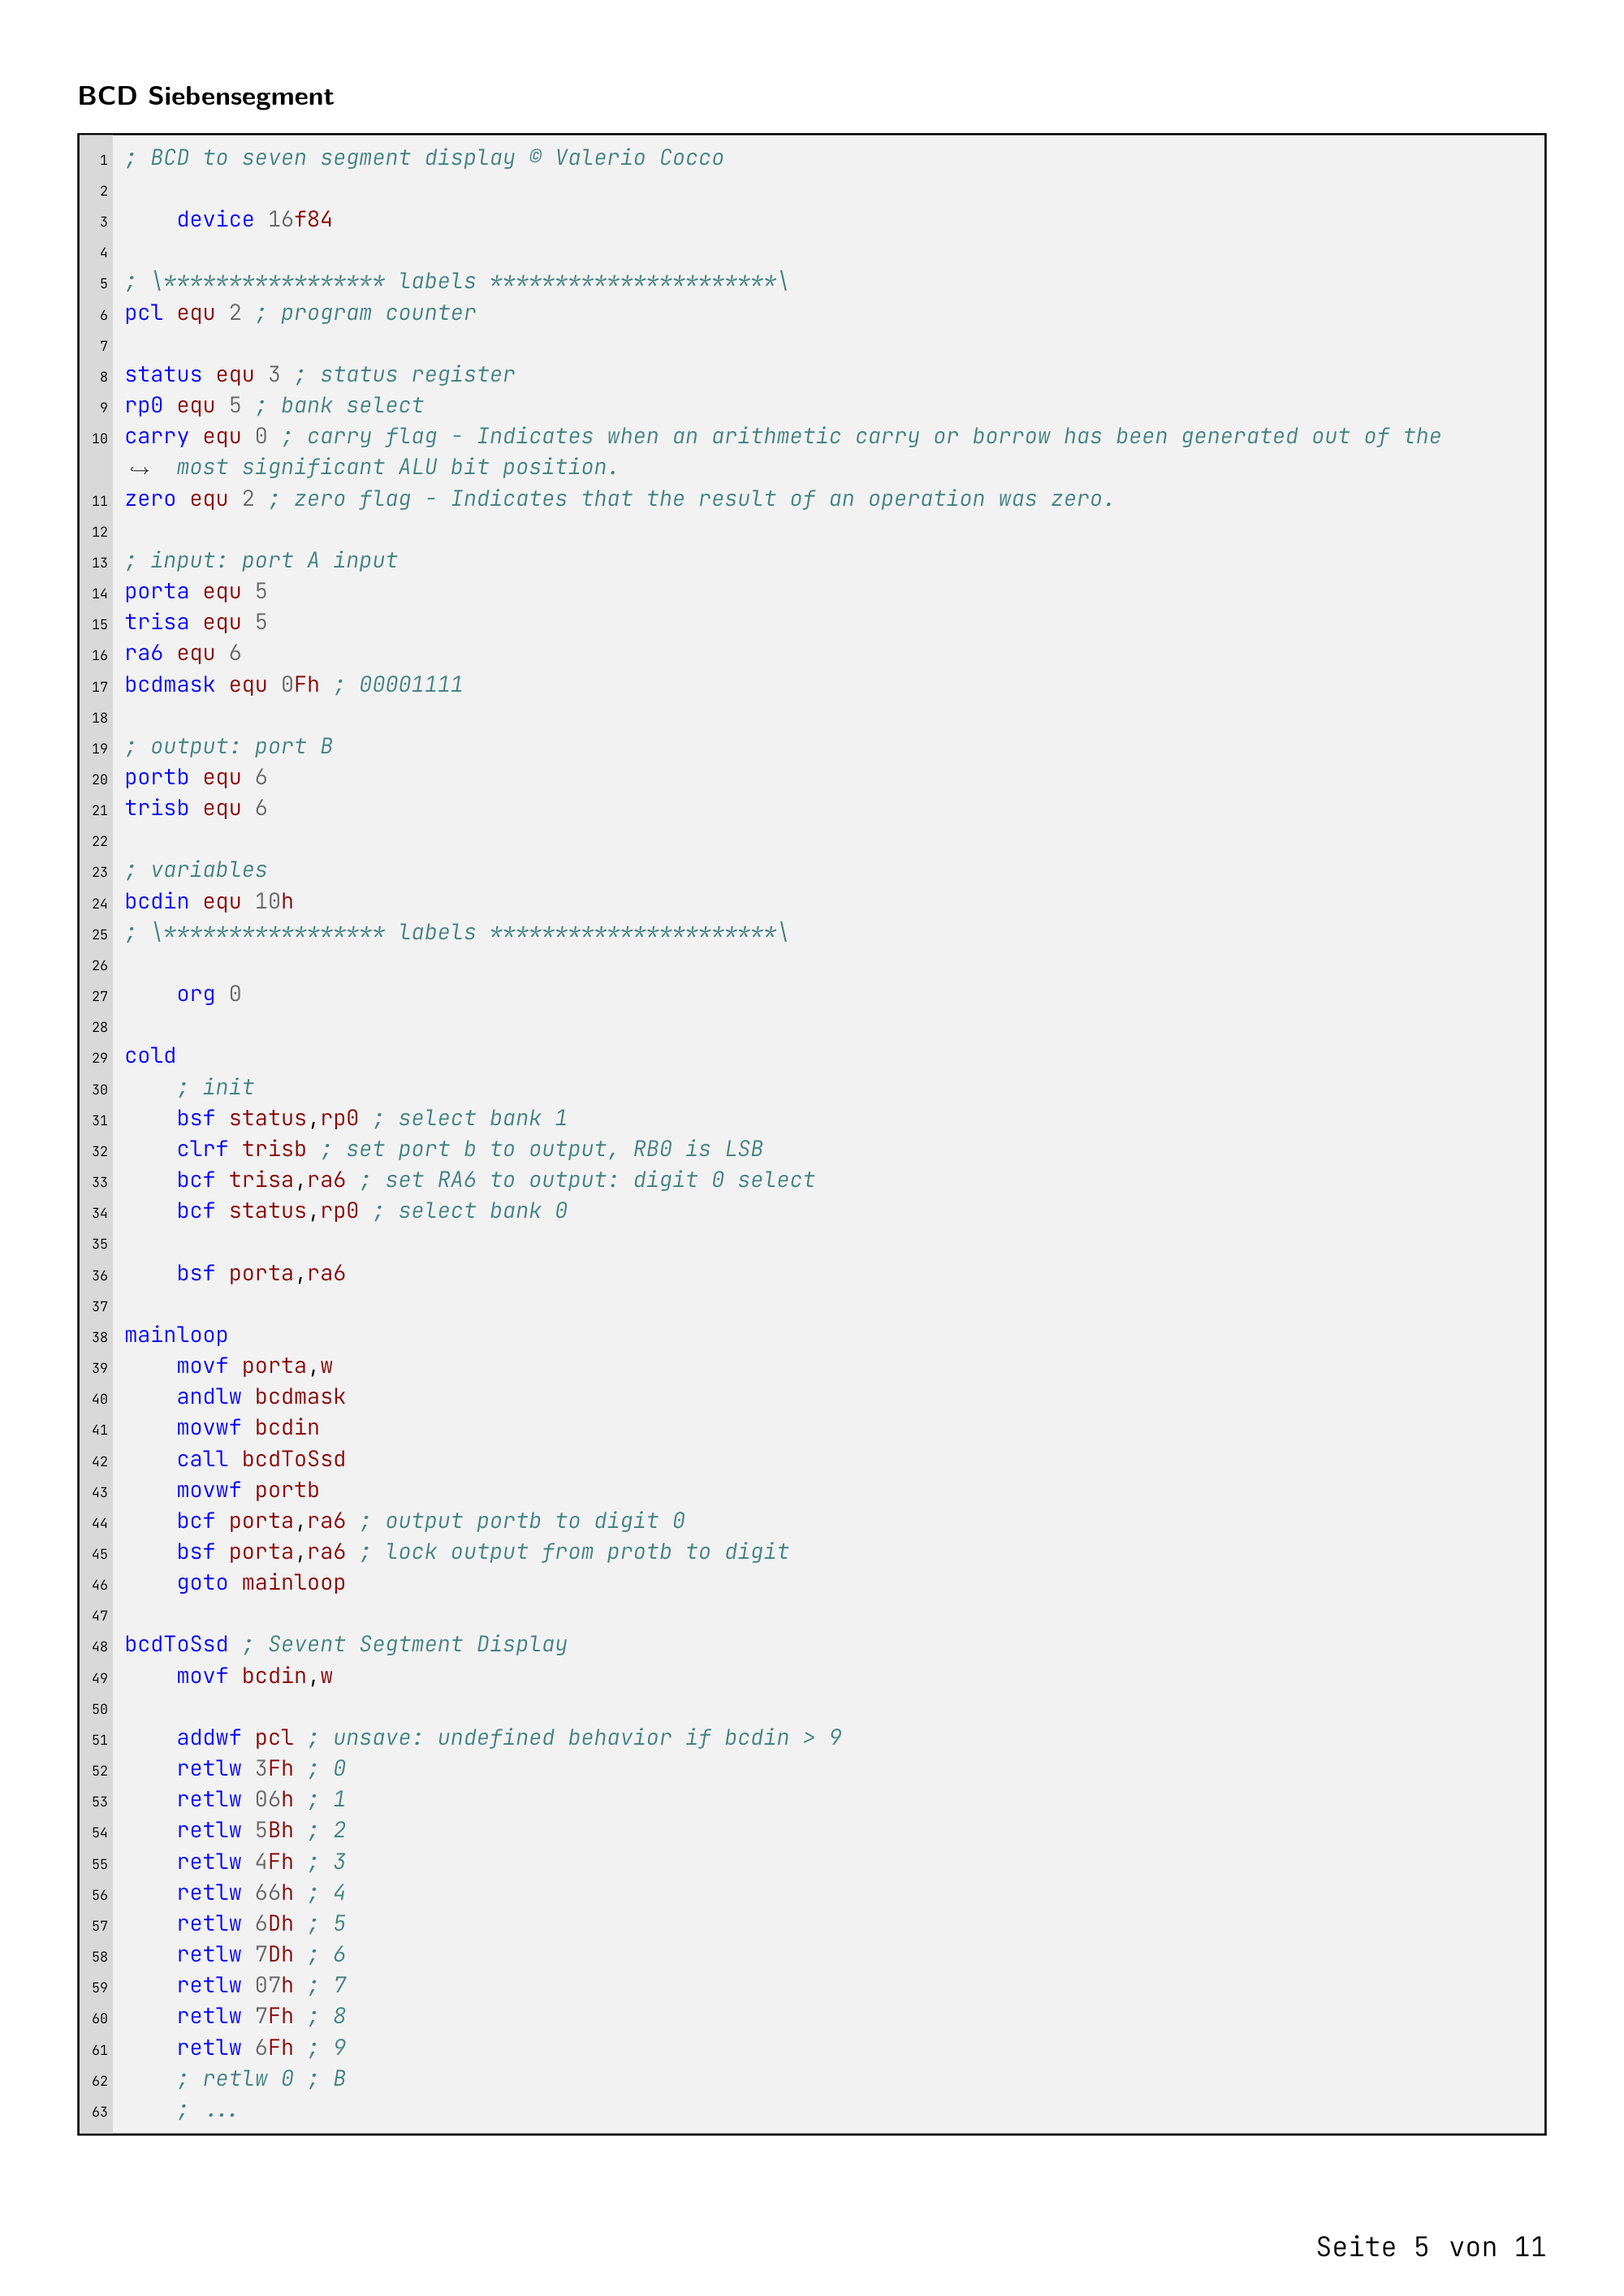 BCD Siebensegment
1 ; BCD to seven segment display © Valerio Cocco
2
3     device 16f84
4
5 ; \***************** labels **********************\
6 pcl equ 2 ; program counter
7
8 status equ 3 ; status register
9 rp0 equ 5 ; bank select
10 carry equ 0 ; carry flag - Indicates when an arithmetic carry or borrow has been generated out of the
↪ most significant ALU bit position.
11 zero equ 2 ; zero flag - Indicates that the result of an operation was zero.
12
13 ; input: port A input
14 porta equ 5
15 trisa equ 5
16 ra6 equ 6
17 bcdmask equ 0Fh ; 00001111
18
19 ; output: port B
20 portb equ 6
21 trisb equ 6
22
23 ; variables
24 bcdin equ 10h
25 ; \***************** labels **********************\
26
27     org 0
28
29 cold
30     ; init
31     bsf status,rp0 ; select bank 1
32     clrf trisb ; set port b to output, RB0 is LSB
33     bcf trisa,ra6 ; set RA6 to output: digit 0 select
34     bcf status,rp0 ; select bank 0
35
36     bsf porta,ra6
37
38 mainloop
39     movf porta,w
40     andlw bcdmask
41     movwf bcdin
42     call bcdToSsd
43     movwf portb
44     bcf porta,ra6 ; output portb to digit 0
45     bsf porta,ra6 ; lock output from protb to digit
46     goto mainloop
47
48 bcdToSsd ; Sevent Segtment Display
49     movf bcdin,w
50
51     addwf pcl ; unsave: undefined behavior if bcdin > 9
52     retlw 3Fh ; 0
53     retlw 06h ; 1
54     retlw 5Bh ; 2
55     retlw 4Fh ; 3
56     retlw 66h ; 4
57     retlw 6Dh ; 5
58     retlw 7Dh ; 6
59     retlw 07h ; 7
60     retlw 7Fh ; 8
61     retlw 6Fh ; 9
62     ; retlw 0 ; B
63     ; ...
Seite 5 von 11